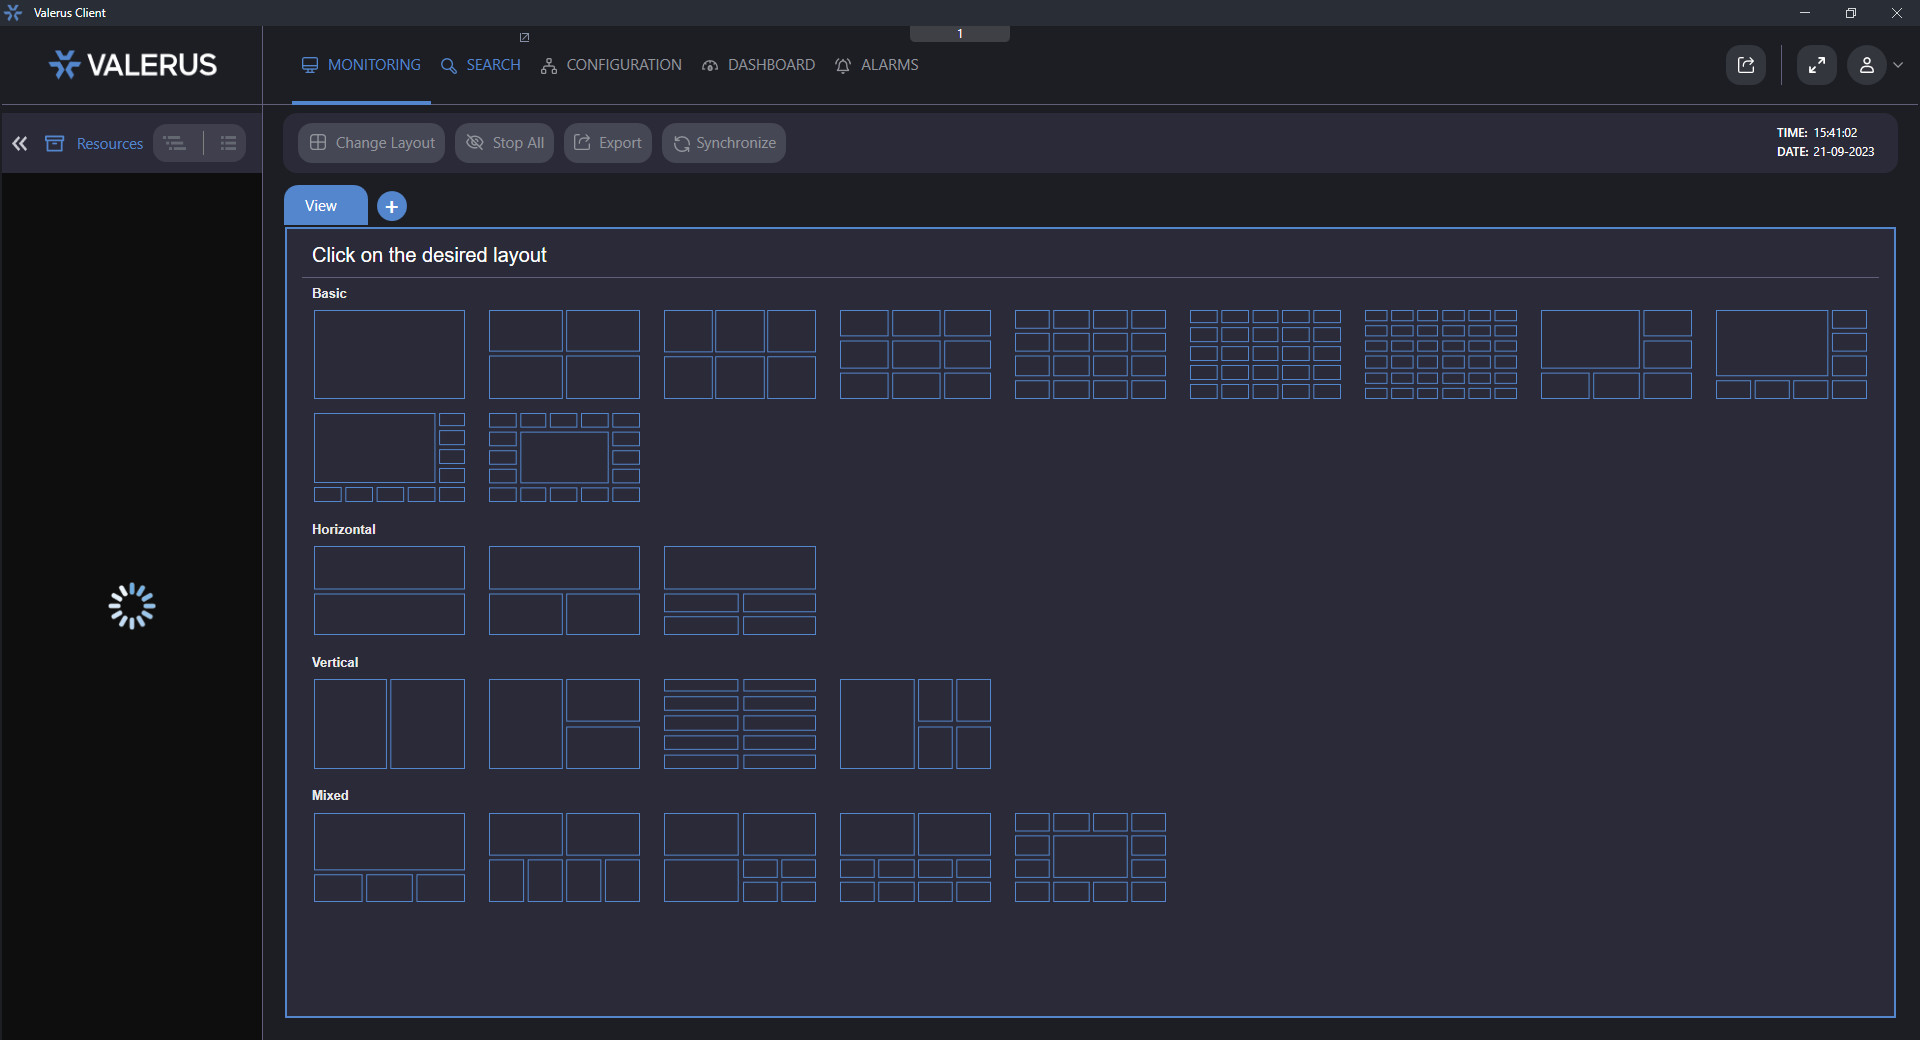 Valerus Client
VALERUS
MONITORING
SEARCH
CONFIGURATION
DASHBOARD
ALARMS
1
Resources
Change Layout
Stop All
Export
Synchronize
TIME: 15:41:02
DATE: 21-09-2023
View
Click on the desired layout
Basic
Horizontal
Vertical
Mixed